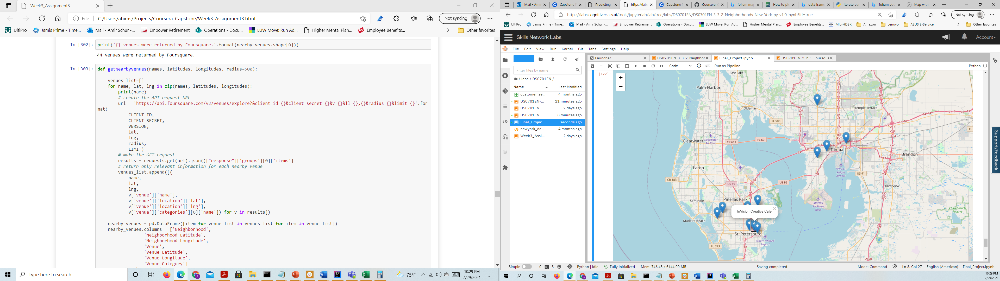 Week3_Assignment3
File C:/Users/ahims/Projects/Coursera_Capstone/Week3_Assignment3.html
Not syncing
UltiPro Jamis Prime - Time... Mail - Amir Schur -... Empower Retirement Operations - Docu... LUW Move: Run Ad... Higher Mental Plan... Employee Benefits... Other favorites
In [302]: print('{} venues were returned by Foursquare.'.format(nearby_venues.shape[0]))
44 venues were returned by Foursquare.
In [303]: def getNearbyVenues(names, latitudes, longitudes, radius=500):
venues_list=[]
for name, lat, lng in zip(names, latitudes, longitudes):
print(name)
# create the API request URL
url = 'https://api.foursquare.com/v2/venues/explore?&client_id={}&client_secret={}&v={}&ll={},{}&radius={}&limit={}'.for
mat(
CLIENT_ID,
CLIENT_SECRET,
VERSION,
lat,
lng,
radius,
LIMIT)
# make the GET request
results = requests.get(url).json()["response"]['groups'][0]['items']
# return only relevant information for each nearby venue
venues_list.append([(
name,
lat,
lng,
v['venue']['name'],
v['venue']['location']['lat'],
v['venue']['location']['lng'],
v['venue']['categories'][0]['name']) for v in results])
nearby_venues = pd.DataFrame([item for venue_list in venues_list for item in venue_list])
nearby_venues.columns = ['Neighborhood',
'Neighborhood Latitude',
'Neighborhood Longitude',
'Venue',
'Venue Latitude',
'Venue Longitude',
'Venue Category']
Type here to search
75°F
10:29 PM
7/29/2021
Mail - Ami Capstone Predicting, https://lab Capstone Coursera_C folium ma How to pl data frame Iterate pa folium add Map with
https://labs.cognitiveclass.ai/tools/jupyterlab/lab/tree/labs/DS0701EN/DS0701EN-3-3-2-Neighborhoods-New-York-py-v1.0.ipynb?lti=true
Not syncing
UltiPro Jamis Prime - Time... Mail - Amir Schur -... Empower Retirement Operations - Docu... LUW Move: Run Ad... Higher Mental Plan... Employee Benefits... MIL-HDBK Amazon Lenovo ASUS E-Service Other favorites
Skills Network Labs
Account
File Edit View Run Kernel Git Tabs Settings Help
Launcher DS0701EN-3-3-2-Neighbor Final_Project.ipynb DS0701EN-2-2-1-Foursqua
Code git Run as Pipeline Python
Filter files by name
/ labs / DS0701EN /
Name Last Modified
customer_se... 4 months ago
DS0701EN-... 21 minutes ago
DS0701EN-... 2 days ago
DS0701EN-... 8 minutes ago
Final_Projec... seconds ago
newyork_da... 4 months ago
Week3_Assi... 2 days ago
[122]:
+
−
East Lake
Palm Harbor
Oldsmar
Temple Terrace
FL 580
Clearwater
Clearwater Air Park
CR 611
FL 60
Tampa
Brandon
Largo
Peter O Knight Airport
US 41
CR 183
US 19
US 92
Riverview
Seminole
Pinellas Park
MacDill Air Force Base
InVision Creative Cafe
Chito Branch Reserve
Madeira Beach
St. Petersburg
Albert Whitted Airport
FL 693
Support/Feedback
Simple 0 3 Python | Idle Fully initialized Mem: 746.43 / 6144.00 MB Saving completed Mode: Command Ln 8, Col 27 English (American) Final_Project.ipynb
10:29 PM
7/29/2021